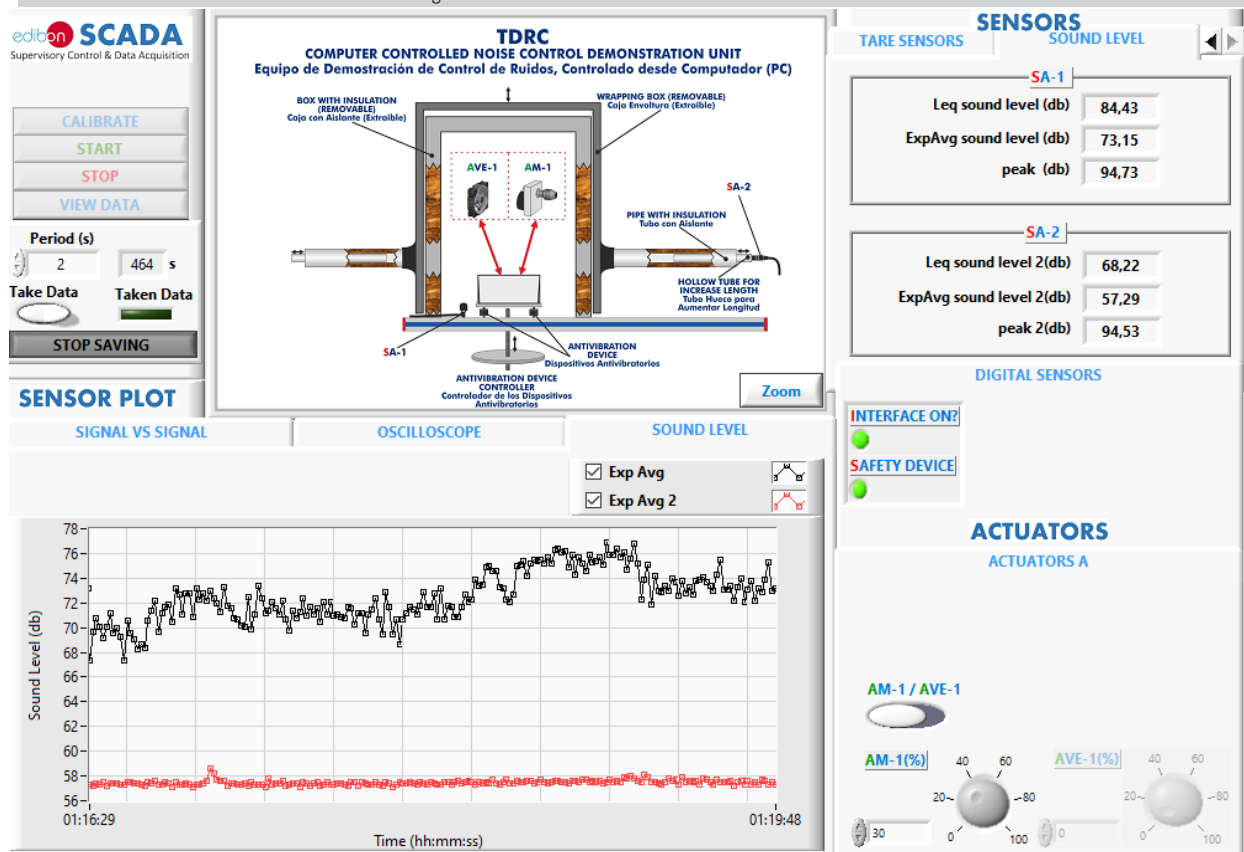 edibon SCADA
Supervisory Control & Data Acquisition
CALIBRATE
START
STOP
VIEW DATA
Period (s)
2
464 s
Take Data
Taken Data
STOP SAVING
TDRC
COMPUTER CONTROLLED NOISE CONTROL DEMONSTRATION UNIT
Equipo de Demostración de Control de Ruidos, Controlado desde Computador (PC)
BOX WITH INSULATION
(REMOVABLE)
Caja con Aislante (Extraible)
WRAPPING BOX (REMOVABLE)
Caja Envoltura (Extraible)
AVE-1
AM-1
SA-2
PIPE WITH INSULATION
Tubo con Aislante
HOLLOW TUBE FOR
INCREASE LENGTH
Tubo Hueco para
Aumentar Longitud
SA-1
ANTIVIBRATION
DEVICE
Dispositivos Antivibratorios
ANTIVIBRATION DEVICE
CONTROLLER
Controlador de los Dispositivos
Antivibratorios
Zoom
SENSORS
TARE SENSORS
SOUND LEVEL
SA-1
Leq sound level (db) 84,43
ExpAvg sound level (db) 73,15
peak (db) 94,73
SA-2
Leq sound level 2(db) 68,22
ExpAvg sound level 2(db) 57,29
peak 2(db) 94,53
SENSOR PLOT
SIGNAL VS SIGNAL
OSCILLOSCOPE
SOUND LEVEL
Exp Avg
Exp Avg 2
Sound Level (db)
78
76
74
72
70
68
66
64
62
60
58
56
01:16:29
01:19:48
Time (hh:mm:ss)
DIGITAL SENSORS
INTERFACE ON?
SAFETY DEVICE
ACTUATORS
ACTUATORS A
AM-1 / AVE-1
AM-1(%)
30
0
20
40
60
80
100
AVE-1(%)
0
0
20
40
60
80
100